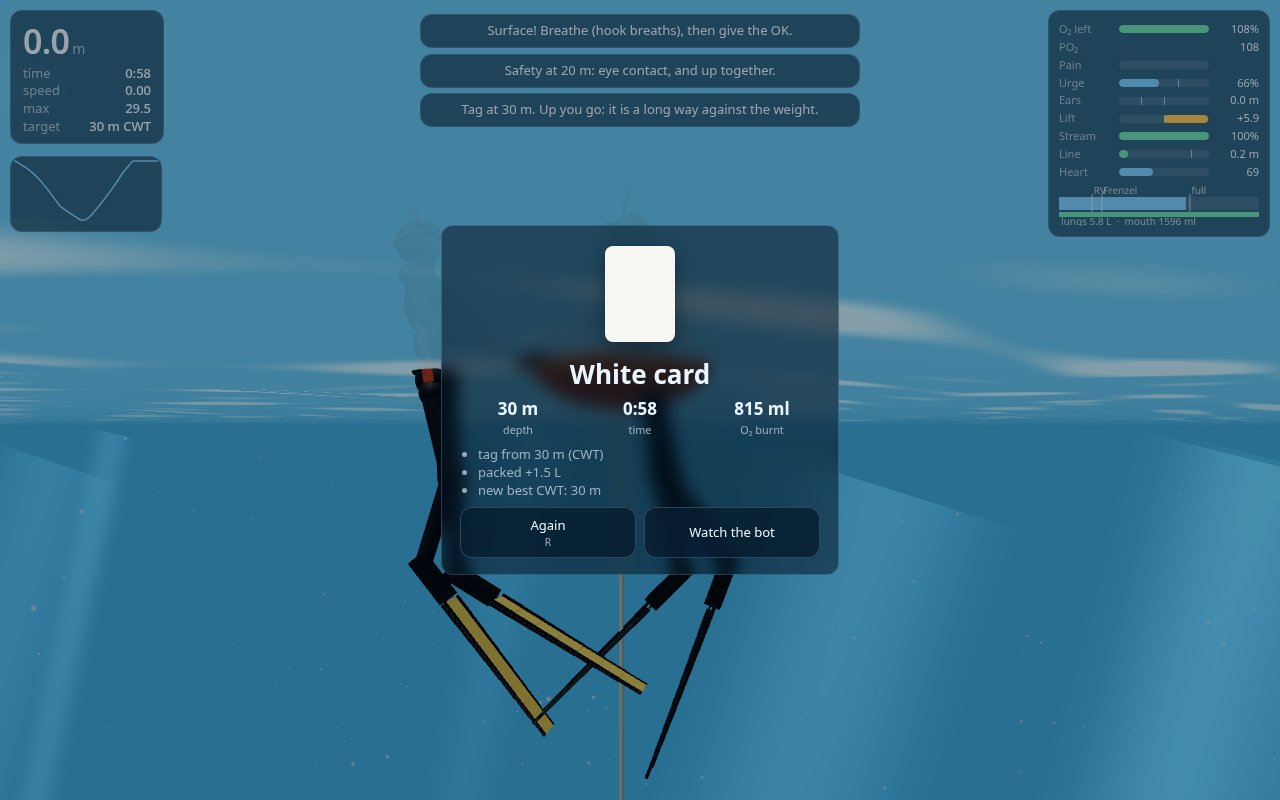 0.0 m
time 0:58
speed 0.00
max 29.5
target 30 m CWT
Surface! Breathe (hook breaths), then give the OK.
Safety at 20 m: eye contact, and up together.
Tag at 30 m. Up you go: it is a long way against the weight.
O₂ left 108%
PO₂ 108
Pain
Urge 66%
Ears 0.0 m
Lift +5.9
Stream 100%
Line 0.2 m
Heart 69
RV Frenzel full
lungs 5.8 L · mouth 1596 ml
White card
30 m 0:58 815 ml
depth time O₂ burnt
• tag from 30 m (CWT)
• packed +1.5 L
• new best CWT: 30 m
Again
R
Watch the bot